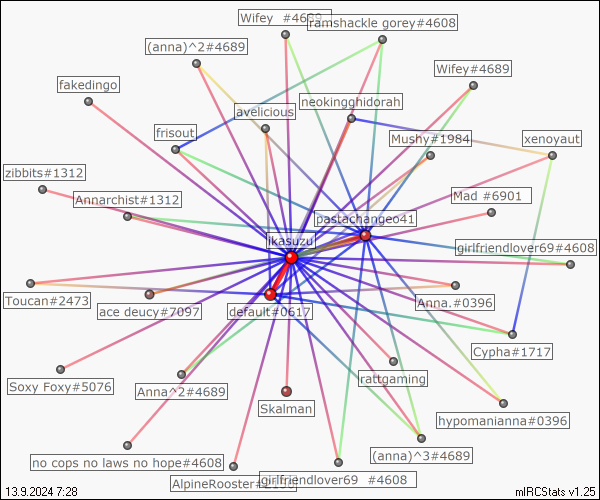 Wifey #4689
ramshackle gorey#4608
(anna)^2#4689
Wifey#4689
fakedingo
neokingghidorah
avelicious
frisout
Mushy#1984
xenoyaut
zibbits#1312
Annarchist#1312
Mad #6901
pastachangeo41
ikasuzu
girlfriendlover69#4608
Toucan#2473
ace deucy#7097
default#0617
Anna.#0396
Cypha#1717
rattgaming
Soxy Foxy#5076
Anna^2#4689
Skalman
hypomanianna#0396
(anna)^3#4689
no cops no laws no hope#4608
girlfriendlover69 #4608
AlpineRooster
13.9.2024 7:28
mIRCStats v1.25